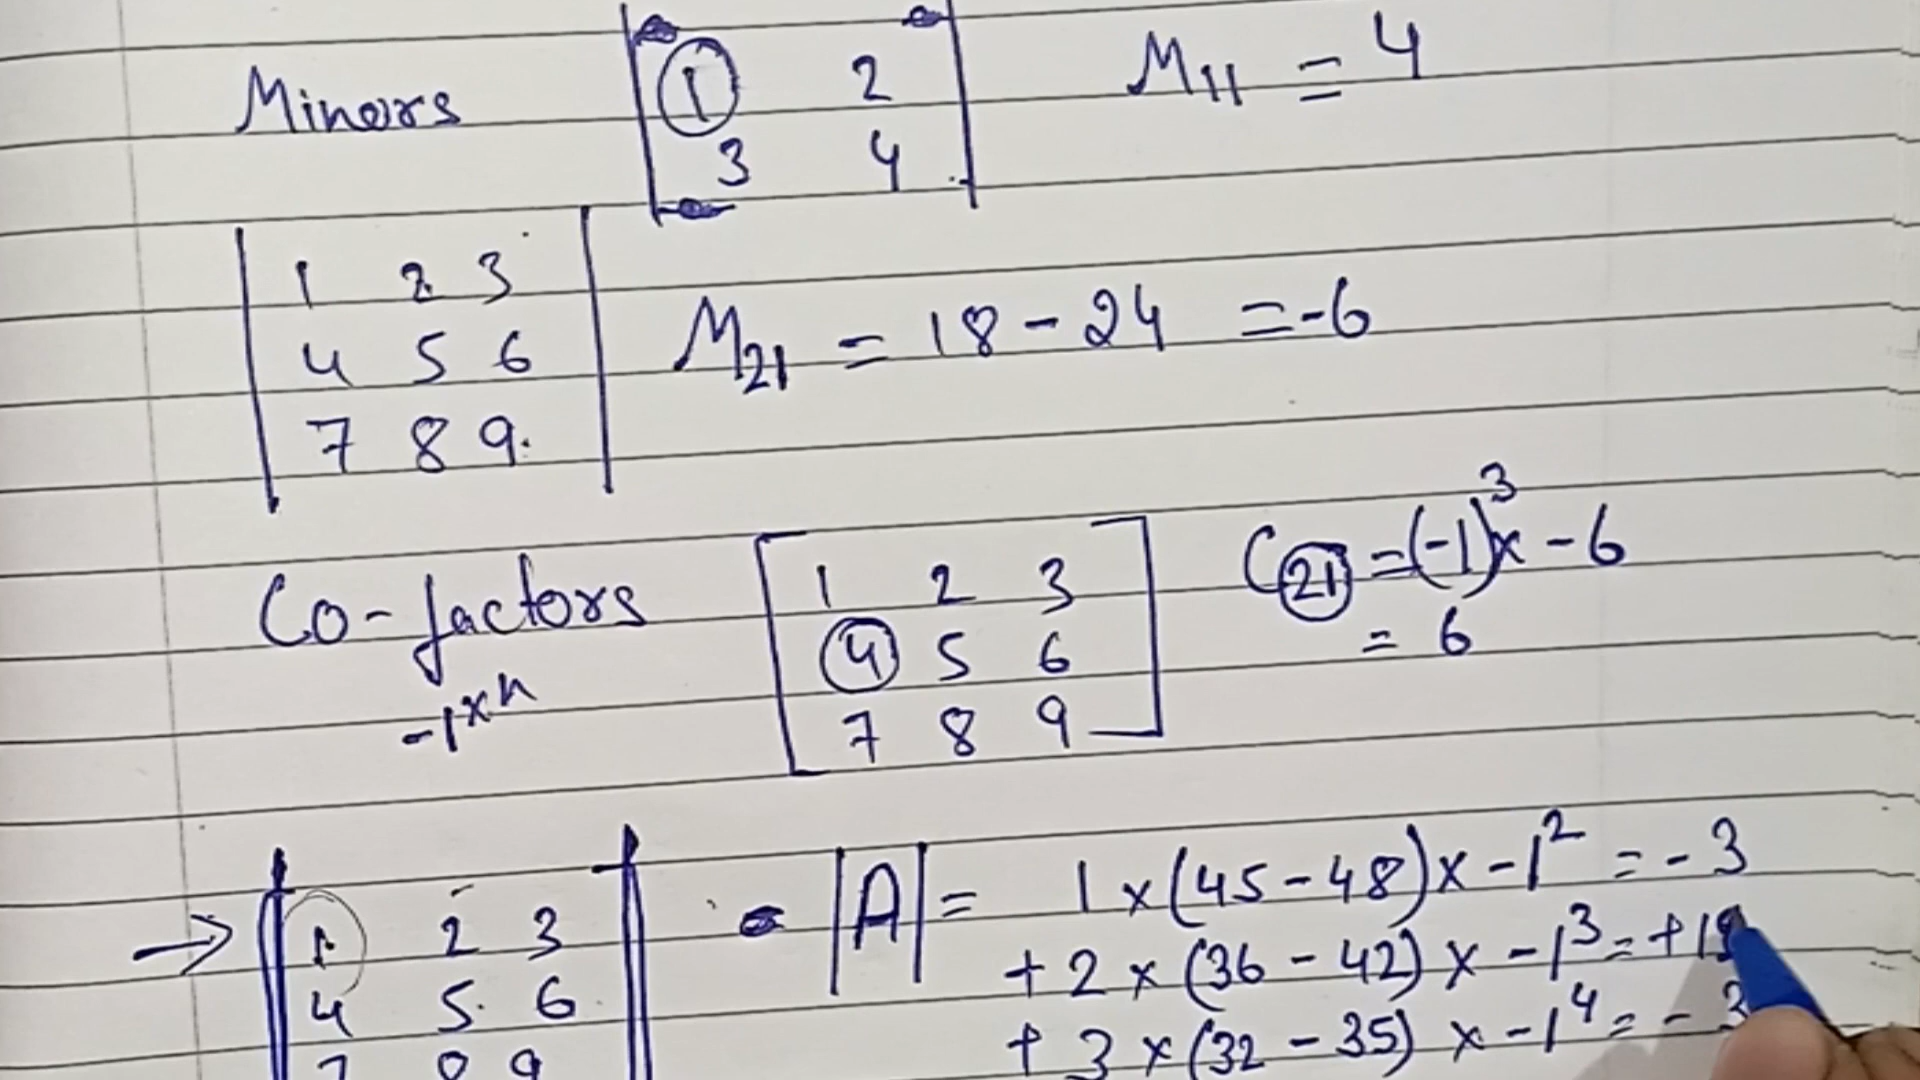 Minors | 1 2 | M11 = 4
| 3 4 |
| 1 2 3 |
| 4 5 6 | M21 = 18 - 24 = -6
| 7 8 9. |
Co-factors [ 1 2 3 ] C21 = (-1)^3 x - 6
[ 4 5 6 ] = 6
-1^xn [ 7 8 9 ]
→ | 1 2 3 | |A| = 1 x (45 - 48) x - 1^2 = - 3
+ 2 x (36 - 42) x - 1^3 = +1
| 4 5. 6 | + 3 x (32 - 35) x - 1^4 = -